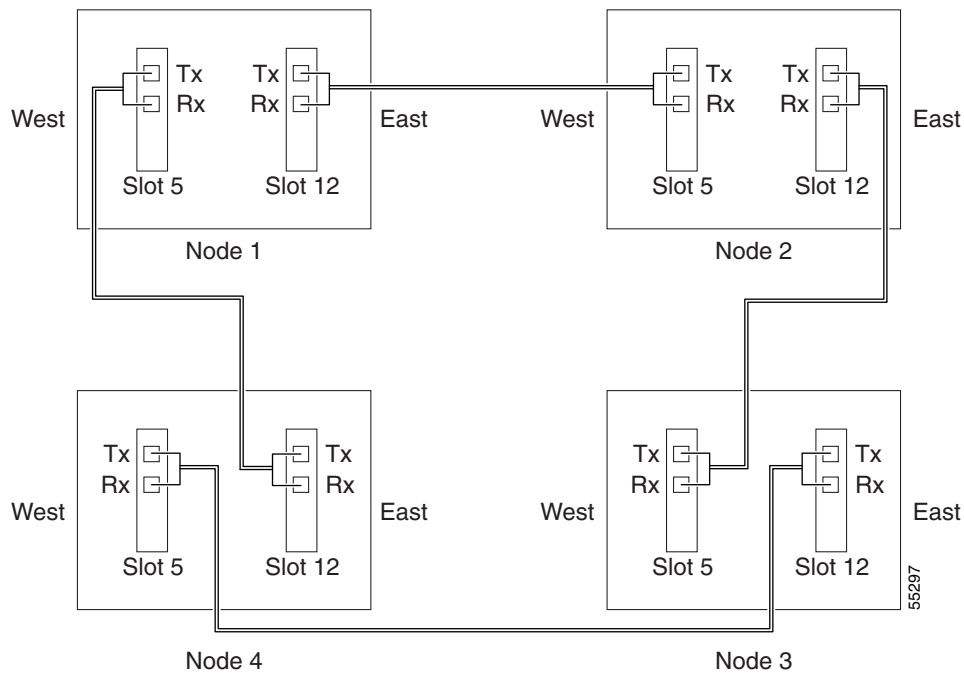 Tx
Rx
Tx
Rx
West
Slot 5
Slot 12
East
Node 1
Tx
Rx
Tx
Rx
West
Slot 5
Slot 12
East
Node 2
Tx
Rx
Tx
Rx
West
Slot 5
Slot 12
East
Node 4
Tx
Rx
Tx
Rx
West
Slot 5
Slot 12
East
Node 3
55297